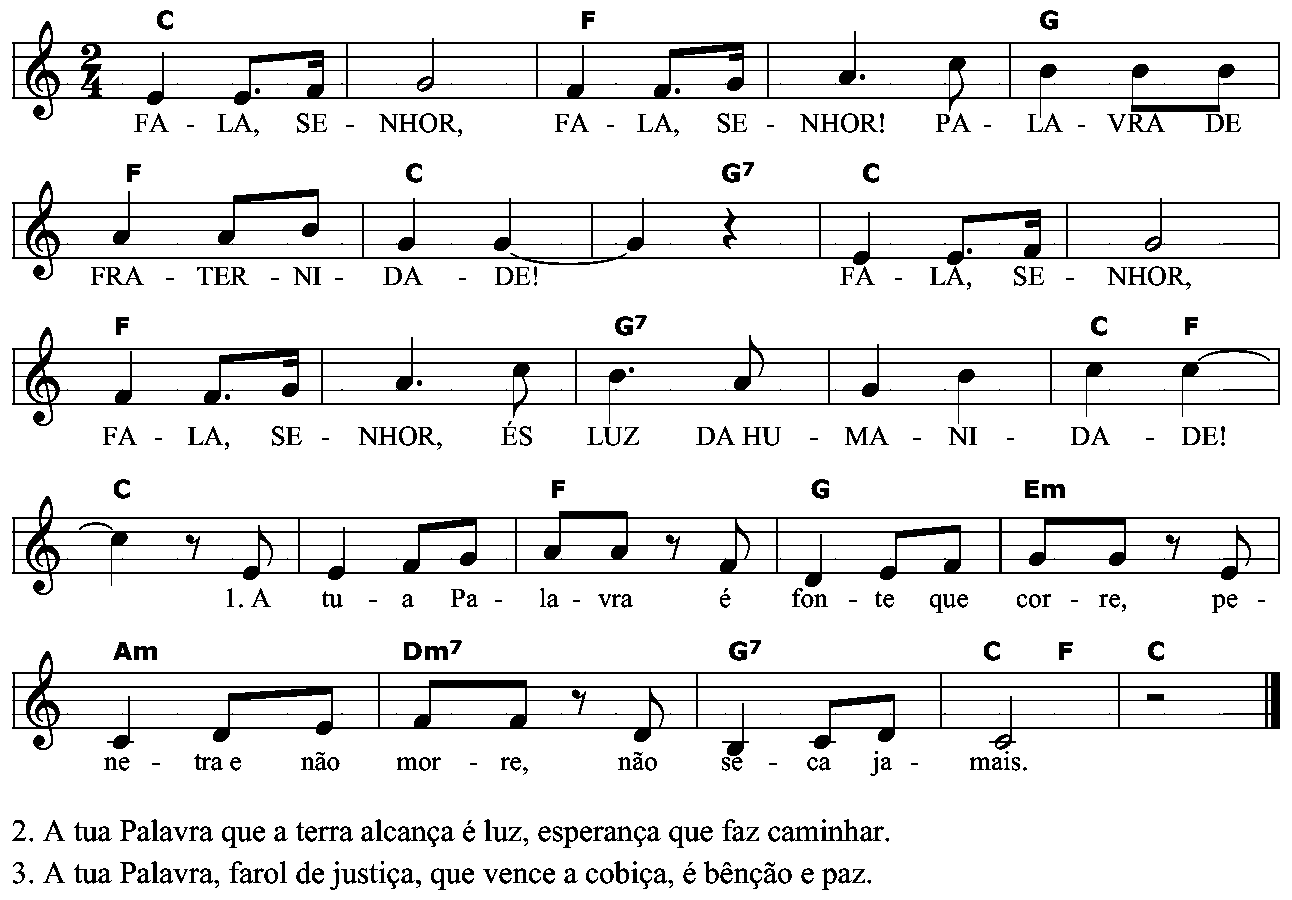 C F G
2 4
FA - LA, SE - NHOR, FA - LA, SE - NHOR! PA - LA - VRA DE
F C G7 C
FRA - TER - NI - DA - DE! FA - LA, SE - NHOR,
F G7 C F
FA - LA, SE - NHOR, ÉS LUZ DA HU - MA - NI - DA - DE!
C F G Em
1. A tu - a Pa - la - vra é fon - te que cor - re, pe -
Am Dm7 G7 C F C
ne - tra e não mor - re, não se - ca ja - mais.
2. A tua Palavra que a terra alcança é luz, esperança que faz caminhar.
3. A tua Palavra, farol de justiça, que vence a cobiça, é bênção e paz.